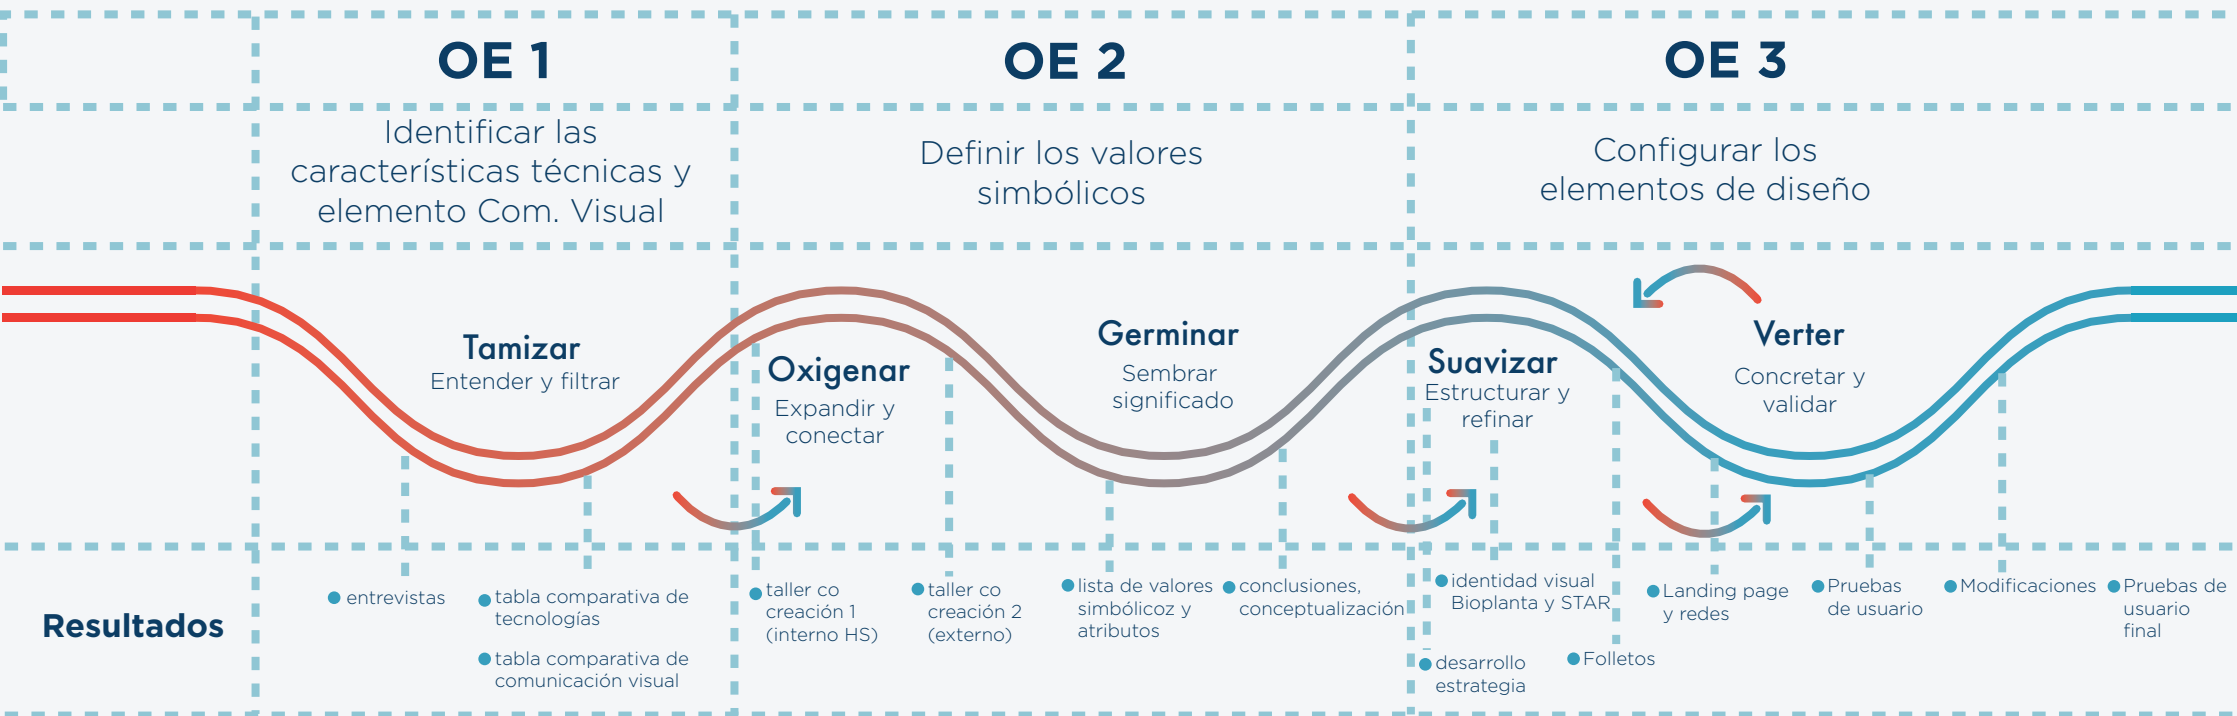 OE 1
OE 2
OE 3
Identificar las
características técnicas y
elemento Com. Visual
Definir los valores
simbólicos
Configurar los
elementos de diseño
Tamizar
Entender y filtrar
Oxigenar
Expandir y
conectar
Germinar
Sembrar
significado
Suavizar
Estructurar y
refinar
Verter
Concretar y
validar
Resultados
entrevistas
tabla comparativa de
tecnologías
tabla comparativa de
comunicación visual
taller co
creación 1
(interno HS)
taller co
creación 2
(externo)
lista de valores
simbólicoz y
atributos
conclusiones,
conceptualización
identidad visual
Bioplanta y STAR
desarrollo
estrategia
Folletos
Landing page
y redes
Pruebas
de usuario
Modificaciones
Pruebas de
usuario
final